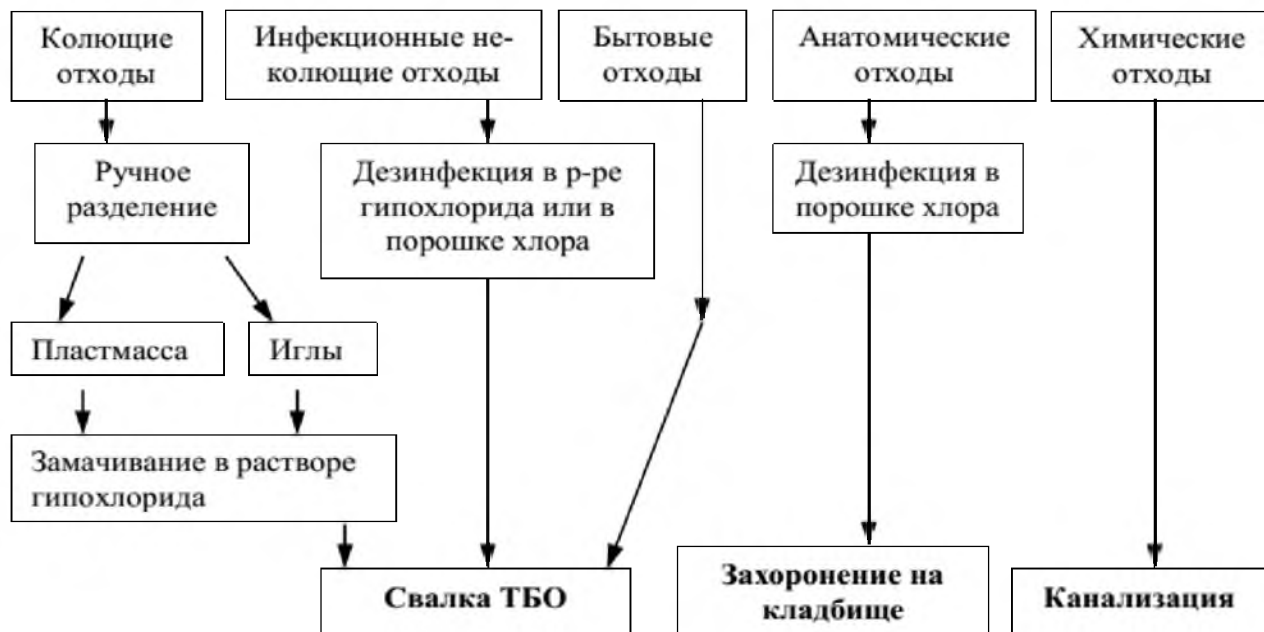 Колющие
отходы
Инфекционные не-
колющие отходы
Бытовые
отходы
Анатомические
отходы
Химические
отходы
Ручное
разделение
Дезинфекция в р-ре
гипохлорида или в
порошке хлора
Дезинфекция в
порошке хлора
Пластмасса
Иглы
Замачивание в растворе
гипохлорида
Свалка ТБО
Захоронение на
кладбище
Канализация